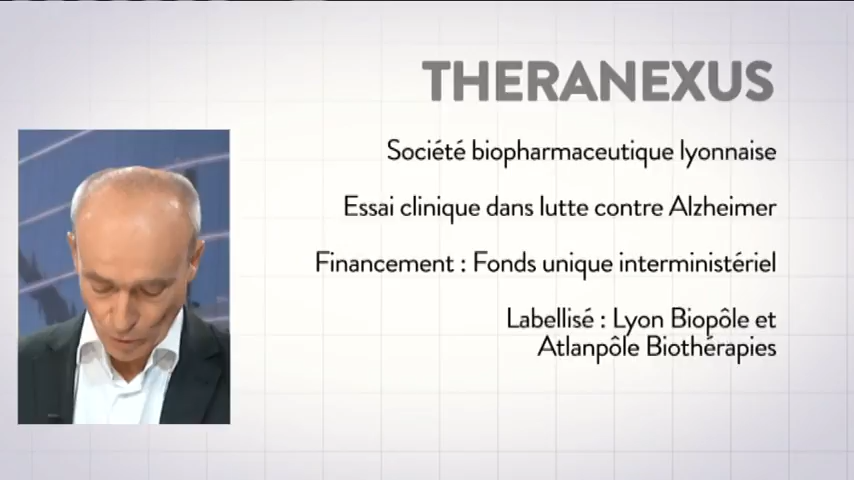 THERANEXUS
Société biopharmaceutique lyonnaise
Essai clinique dans lutte contre Alzheimer
Financement : Fonds unique interministériel
Labellisé : Lyon Biopôle et
Atlanpôle Biothérapies